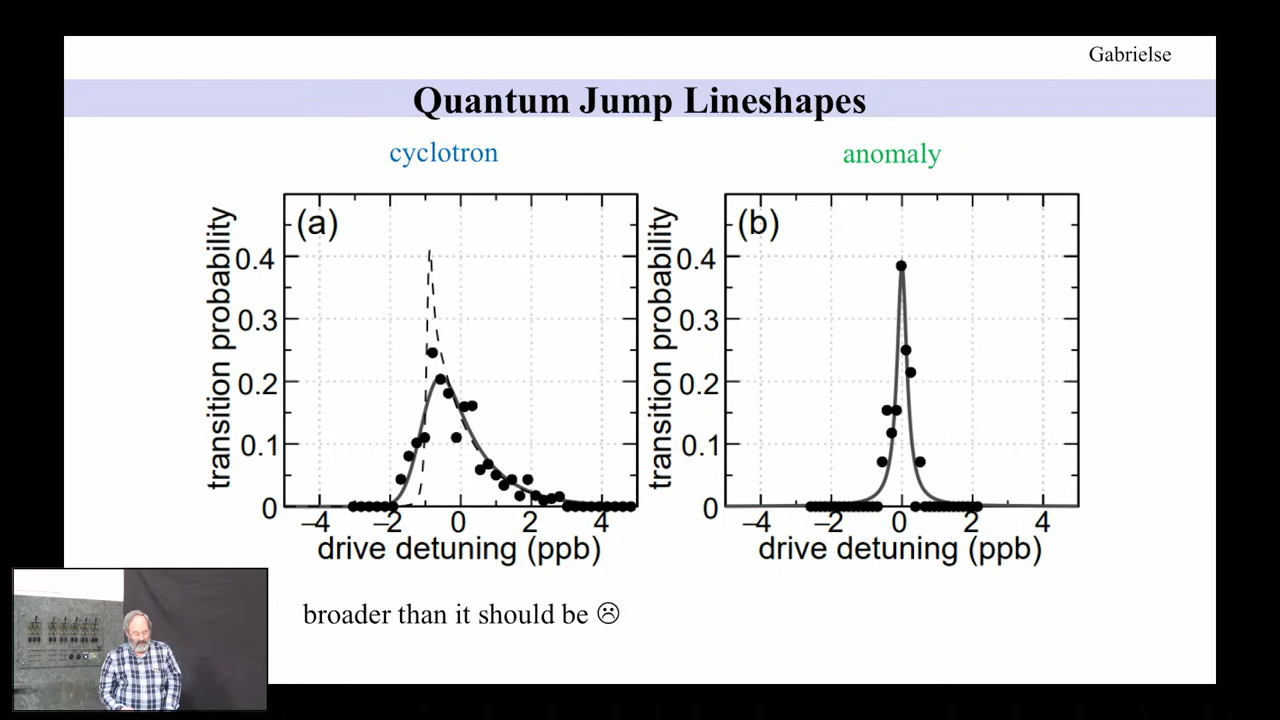 Gabrielse
Quantum Jump Lineshapes
cyclotron
anomaly
(a)
transition probability
0.4
0.3
0.2
0.1
0
−4 −2 0 2 4
drive detuning (ppb)
(b)
transition probability
0.4
0.3
0.2
0.1
0
−4 −2 0 2 4
drive detuning (ppb)
broader than it should be ☹